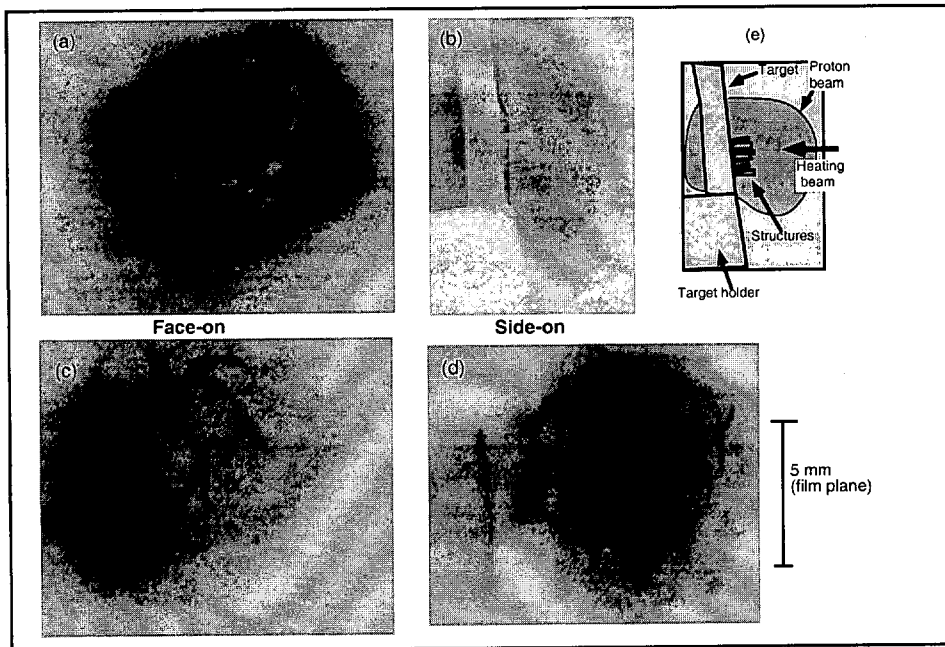 (a)
(b)
(e)
Target
Proton
beam
Heating
beam
Structures
Target holder
Face-on
Side-on
(c)
(d)
5 mm
(film plane)